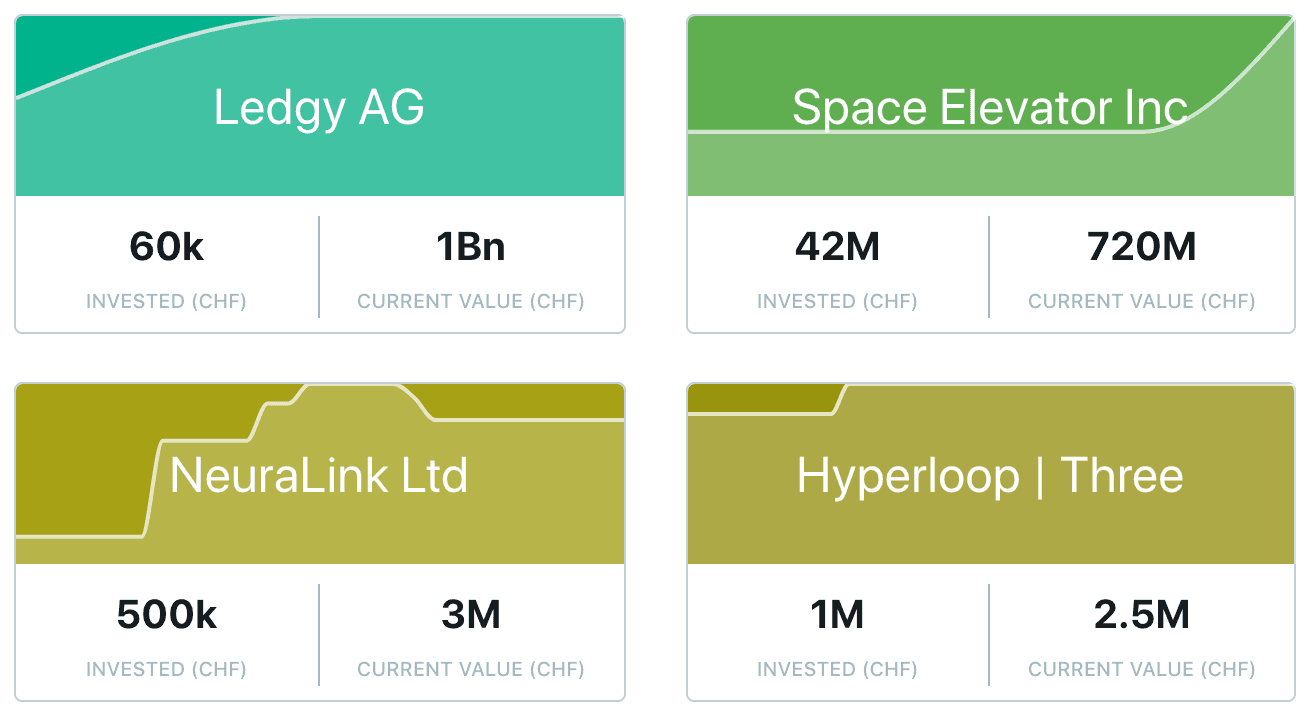 Ledgy AG
60k
INVESTED (CHF)
1Bn
CURRENT VALUE (CHF)
Space Elevator Inc
42M
INVESTED (CHF)
720M
CURRENT VALUE (CHF)
NeuraLink Ltd
500k
INVESTED (CHF)
3M
CURRENT VALUE (CHF)
Hyperloop | Three
1M
INVESTED (CHF)
2.5M
CURRENT VALUE (CHF)